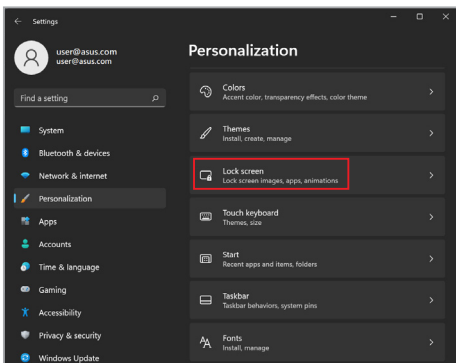 Settings
user@asus.com
user@asus.com
Find a setting
System
Bluetooth & devices
Network & internet
Personalization
Apps
Accounts
Time & language
Gaming
Accessibility
Privacy & security
Windows Update
Personalization
Colors
Accent color, transparency effects, color theme
Themes
Install, create, manage
Lock screen
Lock screen images, apps, animations
Touch keyboard
Themes, size
Start
Recent apps and items, folders
Taskbar
Taskbar behaviors, system pins
Fonts
Install, manage